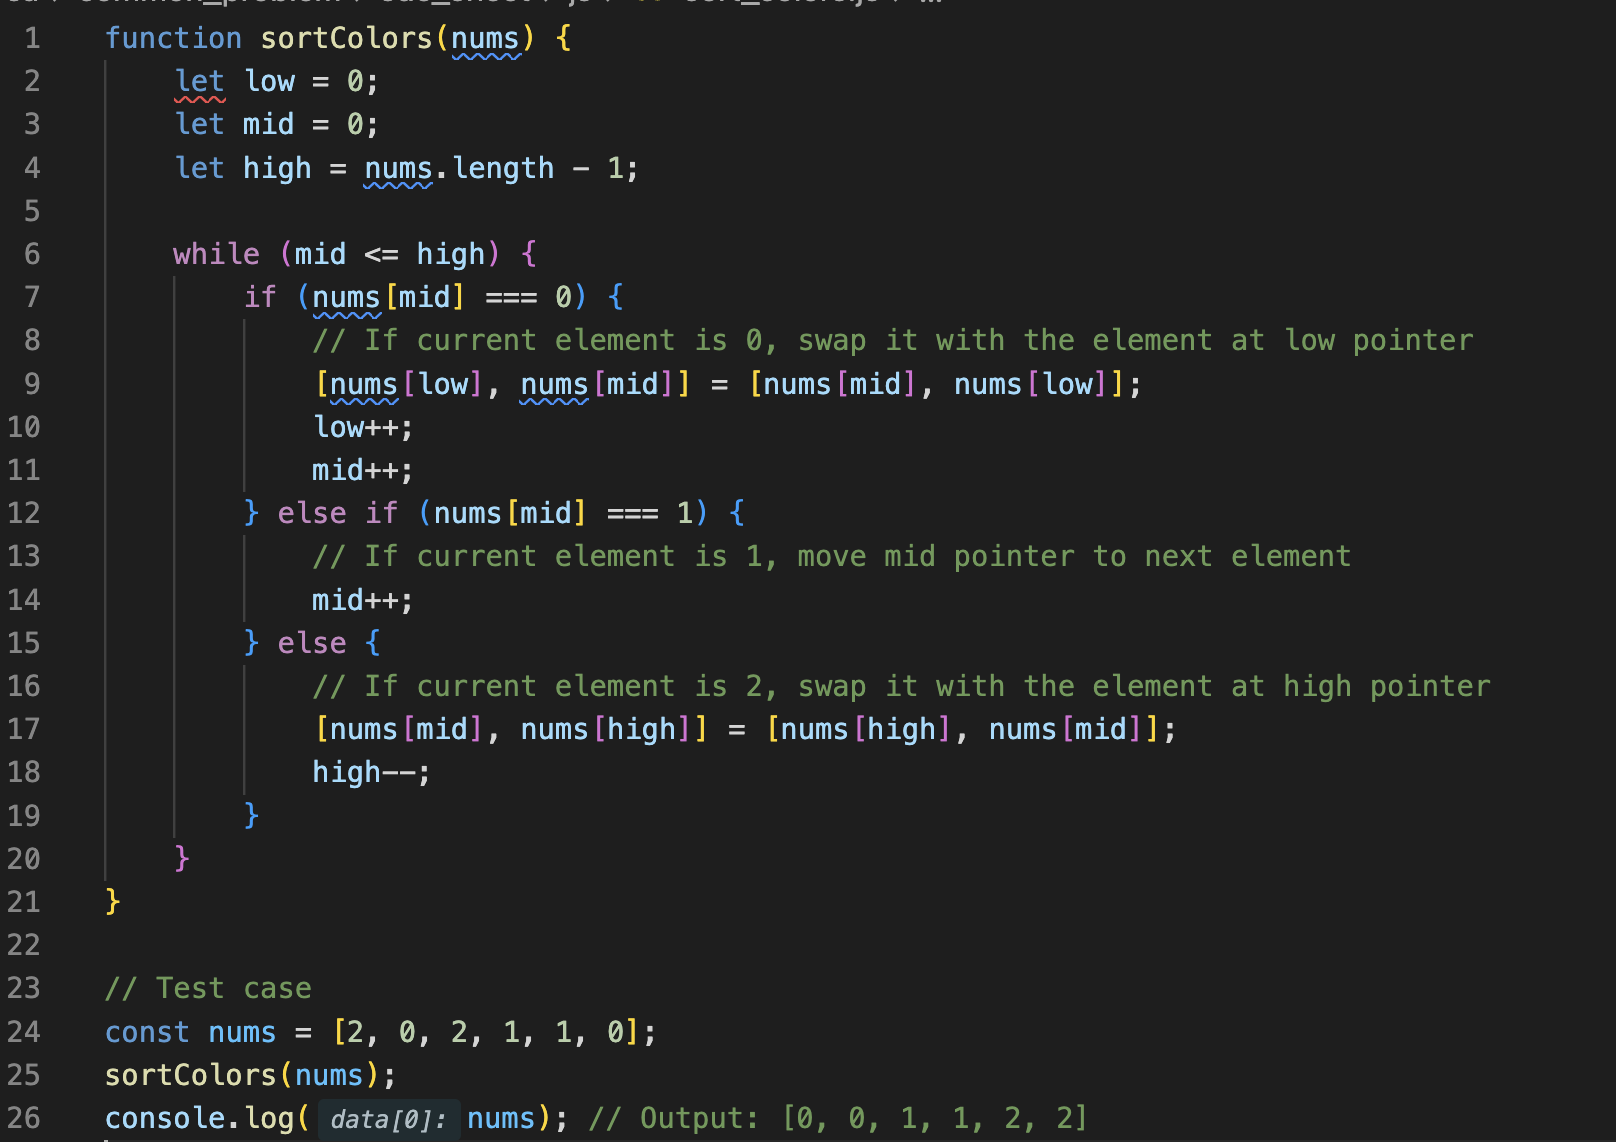 1 function sortColors(nums) {
2 let low = 0;
3 let mid = 0;
4 let high = nums.length - 1;
5
6 while (mid <= high) {
7 if (nums[mid] === 0) {
8 // If current element is 0, swap it with the element at low pointer
9 [nums[low], nums[mid]] = [nums[mid], nums[low]];
10 low++;
11 mid++;
12 } else if (nums[mid] === 1) {
13 // If current element is 1, move mid pointer to next element
14 mid++;
15 } else {
16 // If current element is 2, swap it with the element at high pointer
17 [nums[mid], nums[high]] = [nums[high], nums[mid]];
18 high--;
19 }
20 }
21 }
22
23 // Test case
24 const nums = [2, 0, 2, 1, 1, 0];
25 sortColors(nums);
26 console.log( data[0]: nums); // Output: [0, 0, 1, 1, 2, 2]